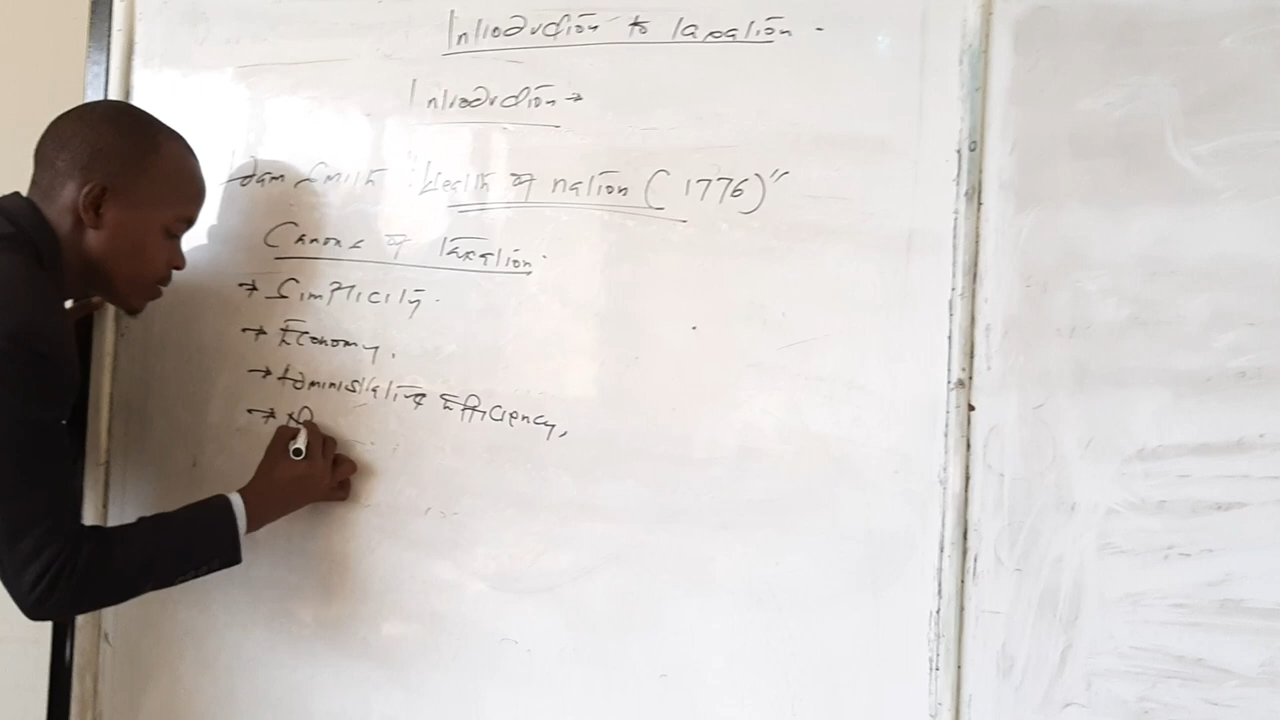 Introduction to Taxation.
Introduction →
Adam Smith "Wealth of nation (1776)"
Canons of Taxation.
→ Simplicity.
→ Economy.
→ Administrative Efficiency,
→